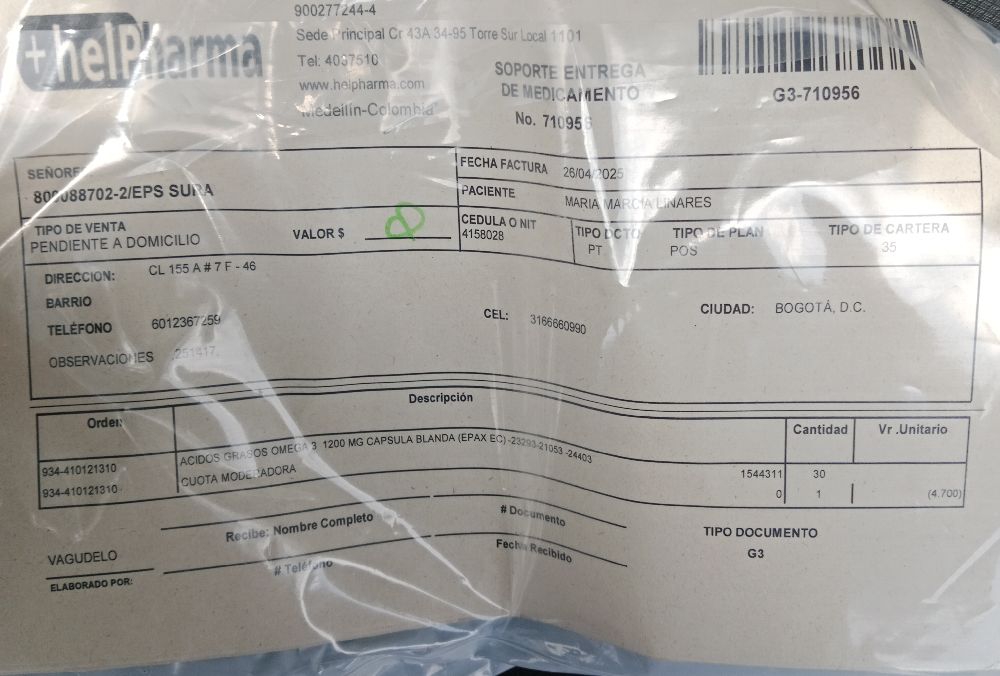 900277244-4
+helPharma
Sede Principal Cr 43A 34-95 Torre Sur Local 1101
Tel: 4037510
www.helpharma.com
Medellín-Colombia
SOPORTE ENTREGA
DE MEDICAMENTO
No. 710956
G3-710956
SEÑORES
800088702-2/EPS SURA
FECHA FACTURA 26/04/2025
PACIENTE MARIA MARCIA LINARES
TIPO DE VENTA
PENDIENTE A DOMICILIO
VALOR $
CEDULA O NIT
4158028
TIPO DCTO
PT
TIPO DE PLAN
POS
TIPO DE CARTERA
35
DIRECCION: CL 155 A # 7 F - 46
BARRIO
TELÉFONO 6012367259
CEL: 3166660990
CIUDAD: BOGOTÁ, D.C.
OBSERVACIONES .251417.
Orden Descripción Cantidad Vr .Unitario
934-410121310 ACIDOS GRASOS OMEGA 3 1200 MG CAPSULA BLANDA (EPAX EC) -23293-21053 -24403 1544311 30
934-410121310 CUOTA MODERADORA 0 1 (4.700)
Recibe: Nombre Completo
# Documento
TIPO DOCUMENTO
G3
VAGUDELO
ELABORADO POR:
# Teléfono
Fecha Recibido